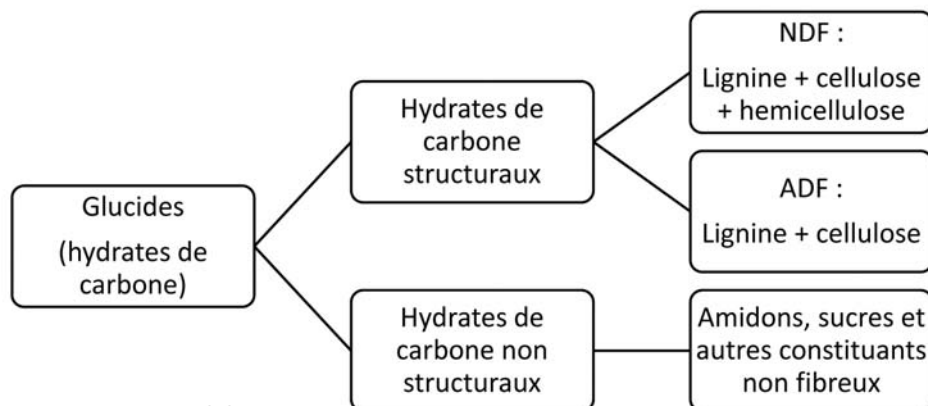 Glucides
(hydrates de
carbone)
Hydrates de
carbone
structuraux
NDF :
Lignine + cellulose
+ hemicellulose
ADF :
Lignine + cellulose
Hydrates de
carbone non
structuraux
Amidons, sucres et
autres constituants
non fibreux